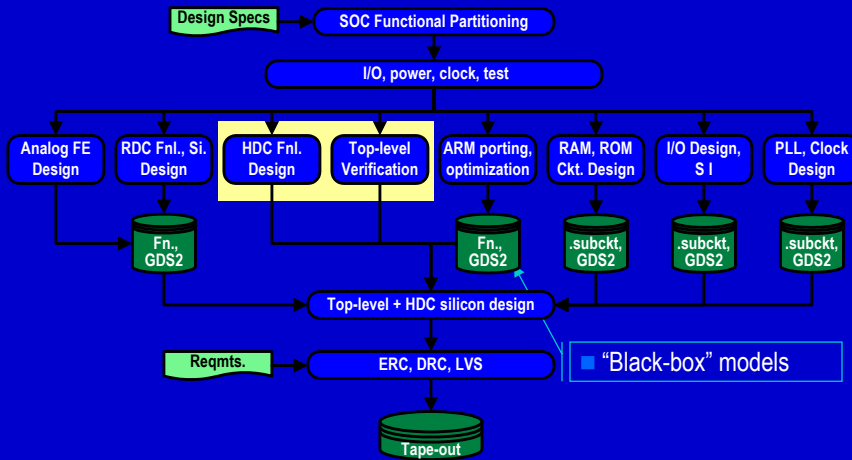 Design Specs
SOC Functional Partitioning
I/O, power, clock, test
Analog FE
Design
RDC Fnl., Si.
Design
HDC Fnl.
Design
Top-level
Verification
ARM porting,
optimization
RAM, ROM
Ckt. Design
I/O Design,
S I
PLL, Clock
Design
Fn.,
GDS2
Fn.,
GDS2
.subckt,
GDS2
.subckt,
GDS2
.subckt,
GDS2
Top-level + HDC silicon design
Reqmts.
ERC, DRC, LVS
“Black-box” models
Tape-out